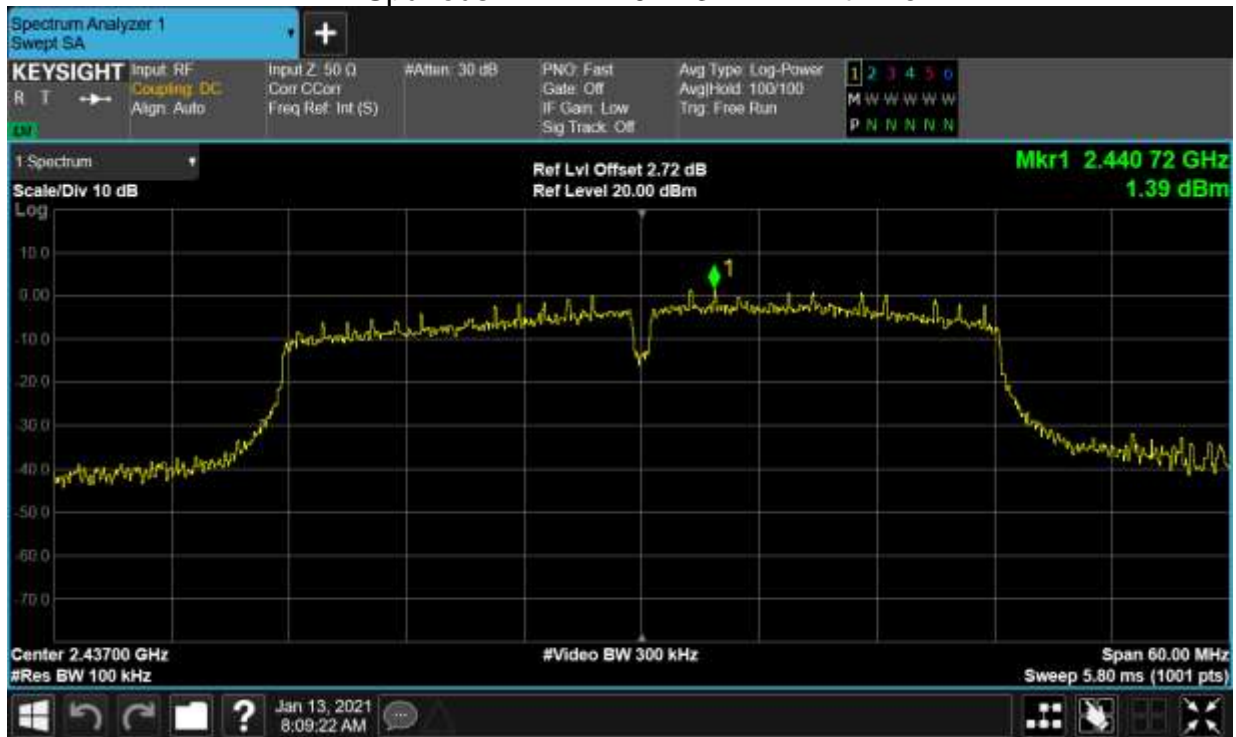 Spectrum Analyzer 1
Swept SA
KEYSIGHT
R T
Input: RF
Coupling: DC
Align: Auto
Input Z: 50 Ω
Corr CCorr
Freq Ref: Int (S)
#Atten: 30 dB
PNO: Fast
Gate: Off
IF Gain: Low
Sig Track: Off
Avg Type: Log-Power
Avg|Hold: 100/100
Trig: Free Run
1 2 3 4 5 6
M W W W W W
P N N N N N
1 Spectrum
Scale/Div 10 dB
Ref Lvl Offset 2.72 dB
Ref Level 20.00 dBm
Mkr1 2.440 72 GHz
1.39 dBm
Log
10.0
0.00
-10.0
-20.0
-30.0
-40.0
-50.0
-60.0
-70.0
1
Center 2.43700 GHz
#Res BW 100 kHz
#Video BW 300 kHz
Span 60.00 MHz
Sweep 5.80 ms (1001 pts)
Jan 13, 2021
8:09:22 AM